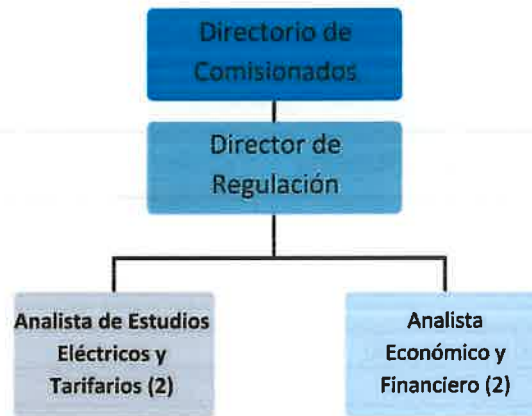 Directorio de
Comisionados
Director de
Regulación
Analista de Estudios
Eléctricos y
Tarifarios (2)
Analista
Económico y
Financiero (2)